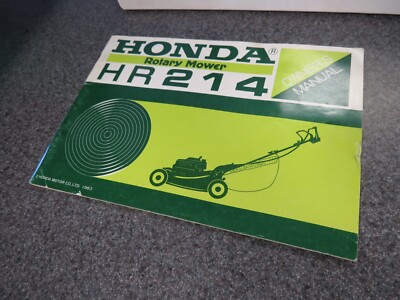 HONDA®
Rotary Mower
HR214
OWNER'S
MANUAL
© HONDA MOTOR CO., LTD. 1983